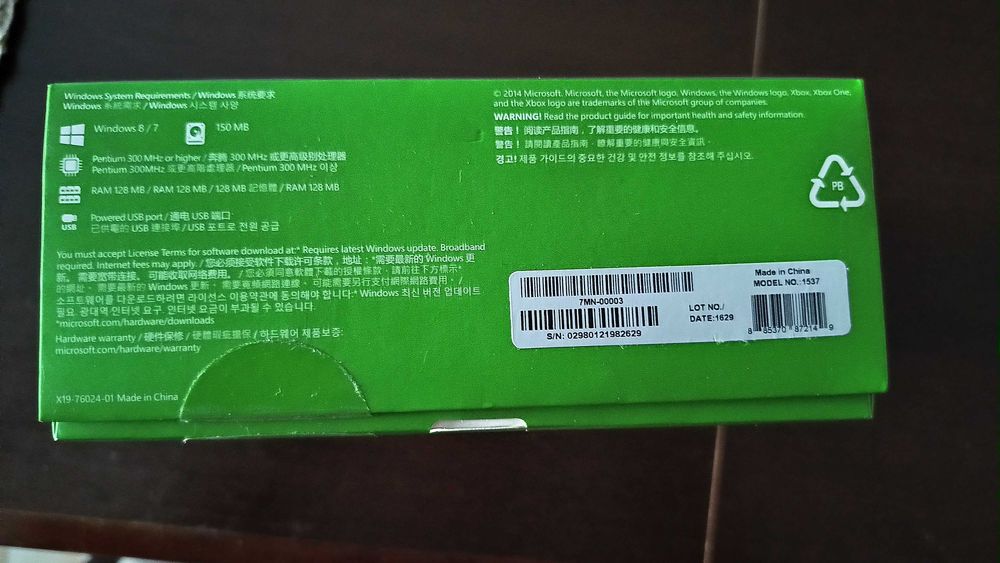 Windows System Requirements / Windows 系统要求
Windows 系統需求 / Windows 시스템 사양
Windows 8 / 7
150 MB
Pentium 300 MHz or higher / 奔腾 300 MHz 或更高级别处理器
Pentium 300MHz 或更高階處理器 / Pentium 300MHz 이상
RAM 128 MB / RAM 128 MB / 128 MB 記憶體 / RAM 128 MB
USB
Powered USB port / 通电 USB 端口
已供電的 USB 連接埠 / USB 포트로 전원 공급
You must accept License Terms for software download at:* Requires latest Windows update. Broadband
required. Internet fees may apply. / 您必须接受软件下载许可条款，地址：*需要最新的 Windows 更
新。 需要宽带连接。 可能收取网络费用。 / 您必須同意軟體下載的授權條款，請前往下方標示*
的網址。 需要最新的 Windows 更新。 需要寬頻網路連線。 可能需要另行支付網際網路費用。 /
소프트웨어를 다운로드하려면 라이선스 이용약관에 동의해야 합니다:* Windows 최신 버전 업데이트
필요. 광대역 인터넷 요구. 인터넷 요금이 부과될 수 있습니다.
*microsoft.com/hardware/downloads
Hardware warranty / 硬件保修 / 硬體瑕疵擔保 / 하드웨어 제품보증:
microsoft.com/hardware/warranty
X19-76024-01 Made in China
© 2014 Microsoft. Microsoft, the Microsoft logo, Windows, the Windows logo, Xbox, Xbox One,
and the Xbox logo are trademarks of the Microsoft group of companies.
WARNING! Read the product guide for important health and safety information.
警告！ 阅读产品指南，了解重要的健康和安全信息。
警告！ 請閱讀產品指南，瞭解重要的健康與安全資訊。
경고! 제품 가이드의 중요한 건강 및 안전 정보를 참조해 주십시오.
PB
7MN-00003
S/N: 02980121982629
LOT NO./
DATE:1629
Made in China
MODEL NO.:1537
8 85370 87214 9